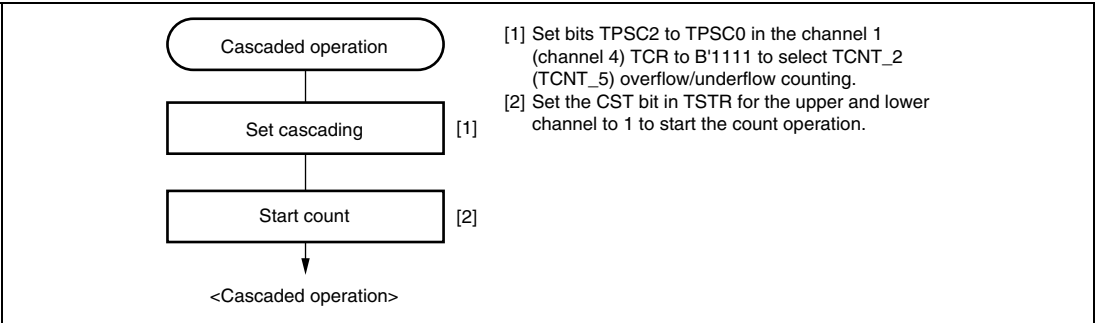 Cascaded operation
Set cascading
[1]
Start count
[2]
<Cascaded operation>
[1] Set bits TPSC2 to TPSC0 in the channel 1
(channel 4) TCR to B'1111 to select TCNT_2
(TCNT_5) overflow/underflow counting.
[2] Set the CST bit in TSTR for the upper and lower
channel to 1 to start the count operation.